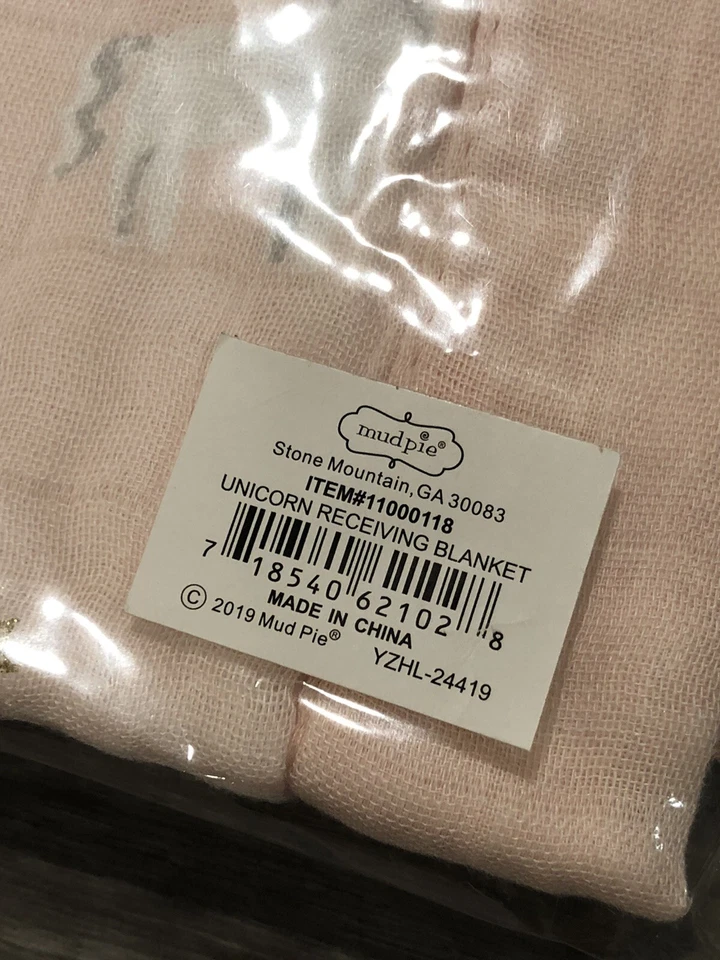 mudpie®
Stone Mountain, GA 30083
ITEM#11000118
UNICORN RECEIVING BLANKET
7 18540 62102 8
MADE IN CHINA
© 2019 Mud Pie®
YZHL-24419